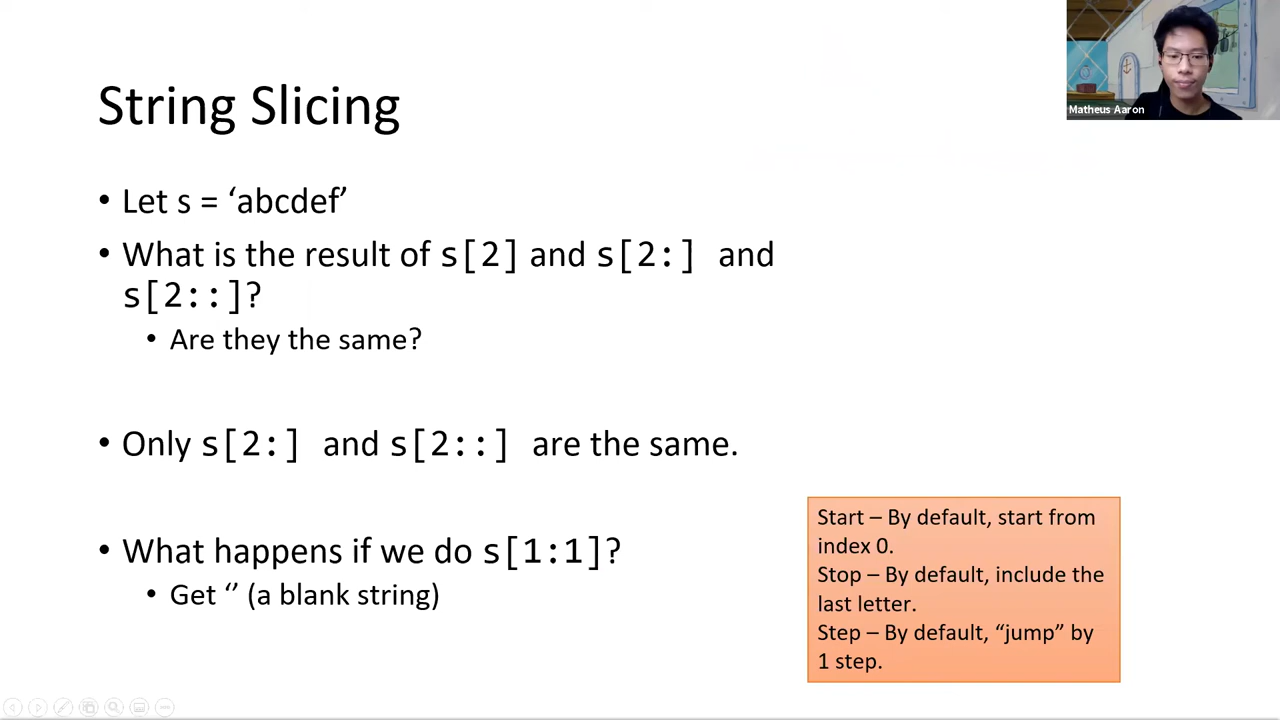 String Slicing
Matheus Aaron
• Let s = ‘abcdef’
• What is the result of s[2] and s[2:] and
s[2::]?
• Are they the same?
• Only s[2:] and s[2::] are the same.
• What happens if we do s[1:1]?
• Get ‘’ (a blank string)
Start – By default, start from
index 0.
Stop – By default, include the
last letter.
Step – By default, “jump” by
1 step.